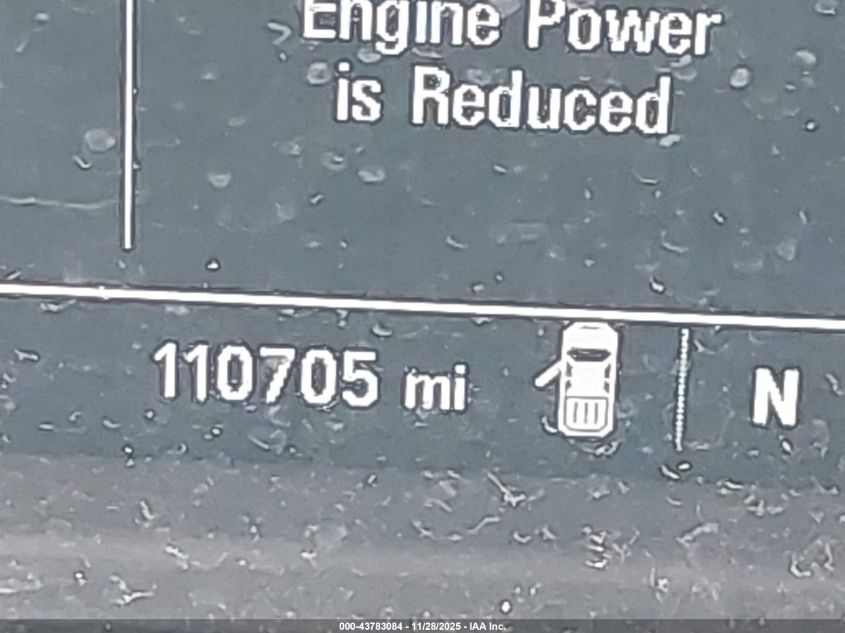 Engine Power
is Reduced
110705 mi
N
000-43783084 - 11/28/2025 - IAA Inc.